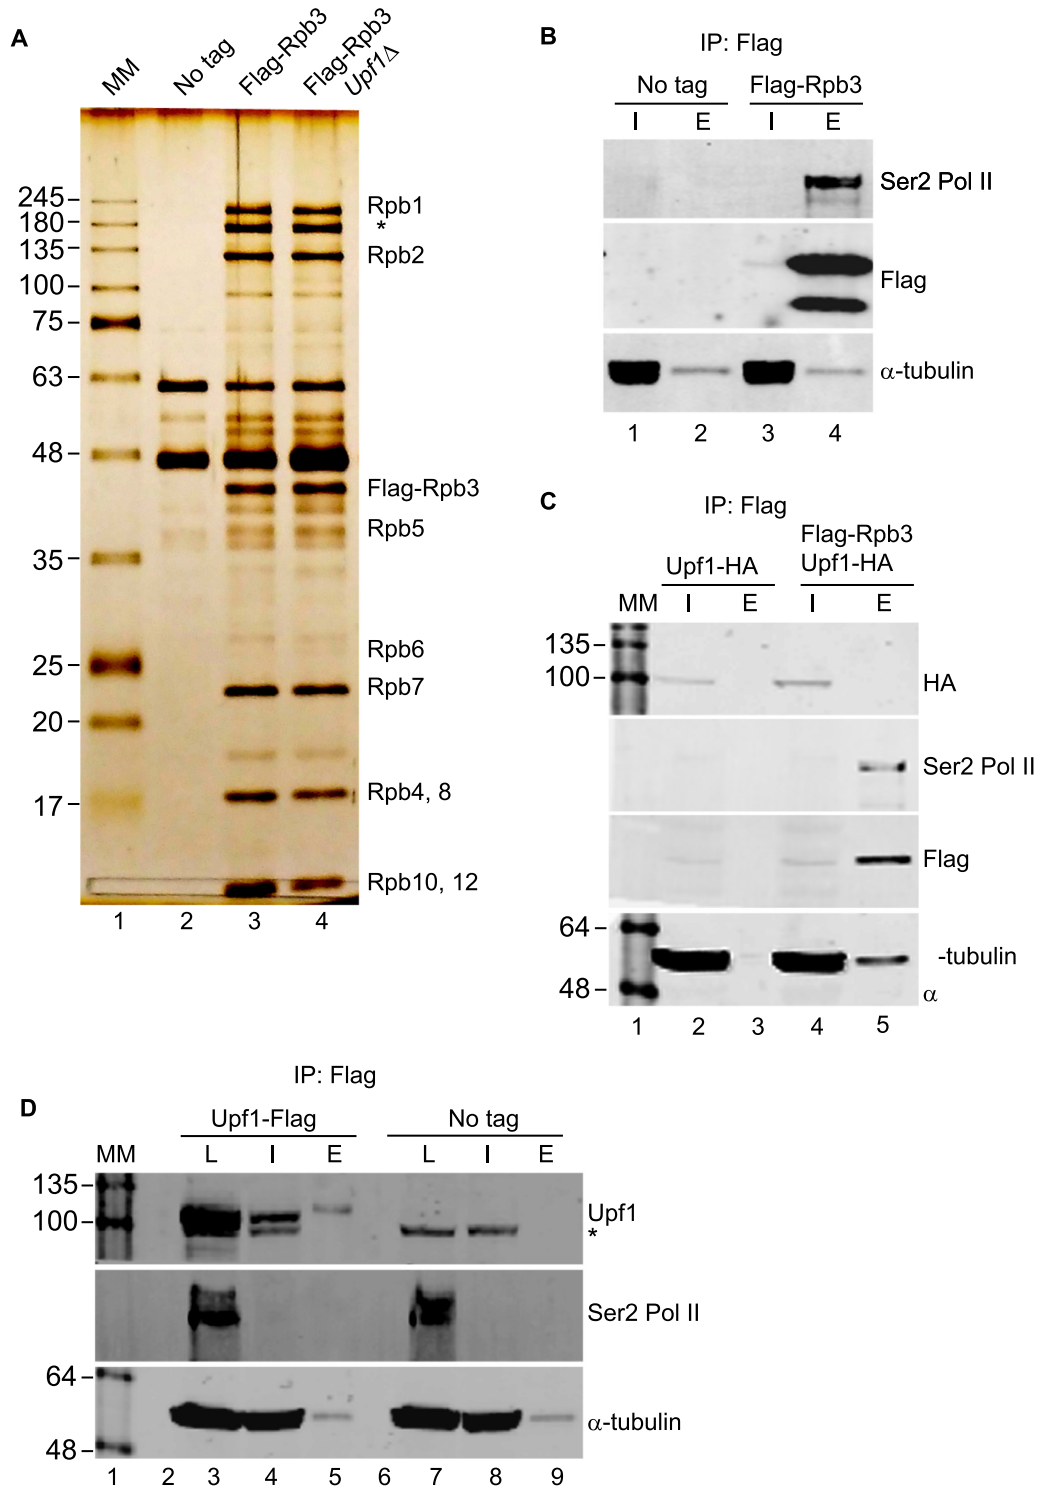 A
MM
No tag
Flag-Rpb3
Flag-Rpb3
Upf1Δ
245
180
135
100
75
63
48
35
25
20
17
Rpb1
*
Rpb2
Flag-Rpb3
Rpb5
Rpb6
Rpb7
Rpb4, 8
Rpb10, 12
1 2 3 4
B
IP: Flag
No tag Flag-Rpb3
I E I E
Ser2 Pol II
Flag
α-tubulin
1 2 3 4
C
IP: Flag
Flag-Rpb3
Upf1-HA Upf1-HA
MM I E I E
135
100
HA
Ser2 Pol II
Flag
64
-tubulin
48
α
1 2 3 4 5
IP: Flag
D
Upf1-Flag No tag
MM L I E L I E
135
100
Upf1
*
Ser2 Pol II
64
α-tubulin
48
1 2 3 4 5 6 7 8 9